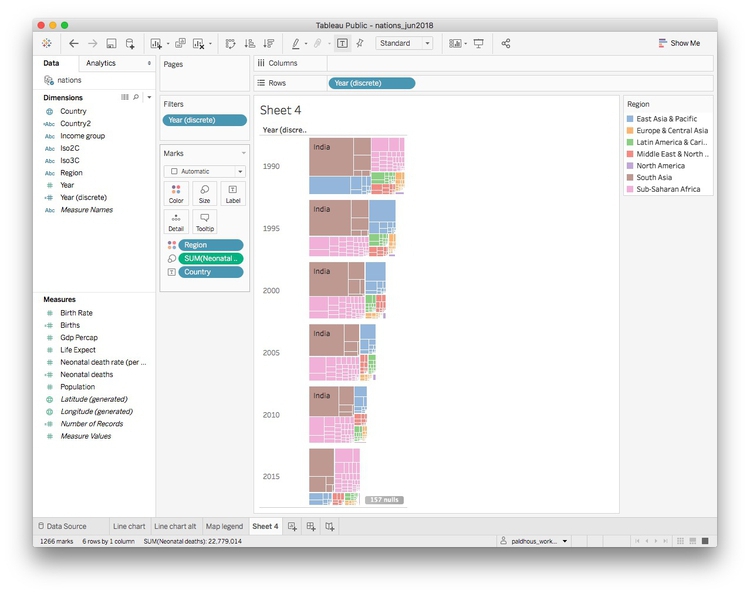 Tableau Public - nations_jun2018
Standard
Show Me
Data
Analytics
nations
Dimensions
Country
Abc Country2
Abc Income group
Abc Iso2C
Abc Iso3C
Abc Region
Year
Year (discrete)
Abc Measure Names
Measures
Birth Rate
Births
Gdp Percap
Life Expect
Neonatal death rate (per ...
Neonatal deaths
Population
Latitude (generated)
Longitude (generated)
Number of Records
Measure Values
Pages
Filters
Year (discrete)
Marks
Automatic
Color
Size
Label
Detail
Tooltip
Region
SUM(Neonatal ..
Country
Columns
Rows
Year (discrete)
Sheet 4
Year (discre..
1990
India
1995
India
2000
India
2005
India
2010
India
2015
157 nulls
Region
East Asia & Pacific
Europe & Central Asia
Latin America & Cari..
Middle East & North ..
North America
South Asia
Sub-Saharan Africa
Data Source
Line chart
Line chart alt
Map legend
Sheet 4
1266 marks
6 rows by 1 column
SUM(Neonatal deaths): 22,779,014
paldhous_work...